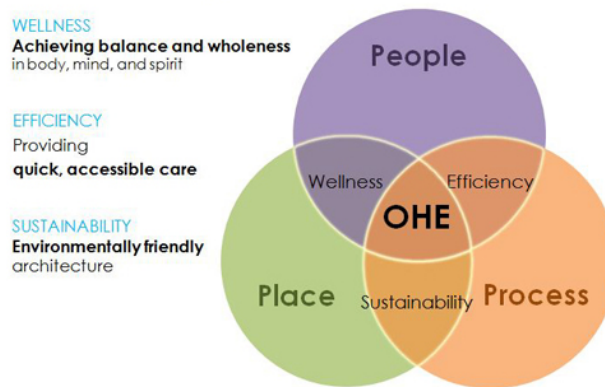 WELLNESS
Achieving balance and wholeness
in body, mind, and spirit
EFFICIENCY
Providing
quick, accessible care
SUSTAINABILITY
Environmentally friendly
architecture
People
Wellness
Efficiency
OHE
Place
Sustainability
Process